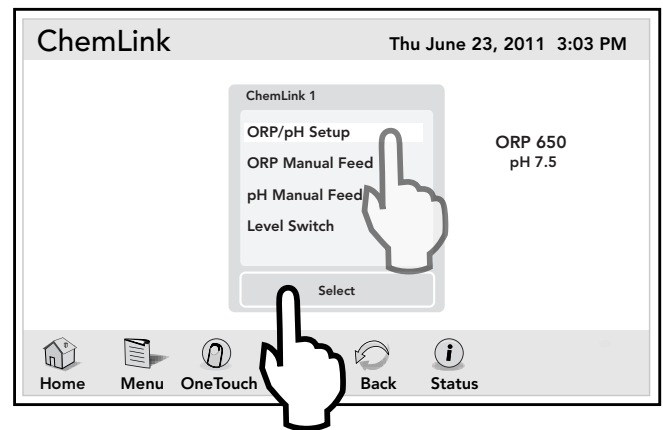 ChemLink Thu June 23, 2011 3:03 PM
ChemLink 1
ORP/pH Setup
ORP Manual Feed
pH Manual Feed
Level Switch
Select
ORP 650
pH 7.5
Home Menu OneTouch Back Status